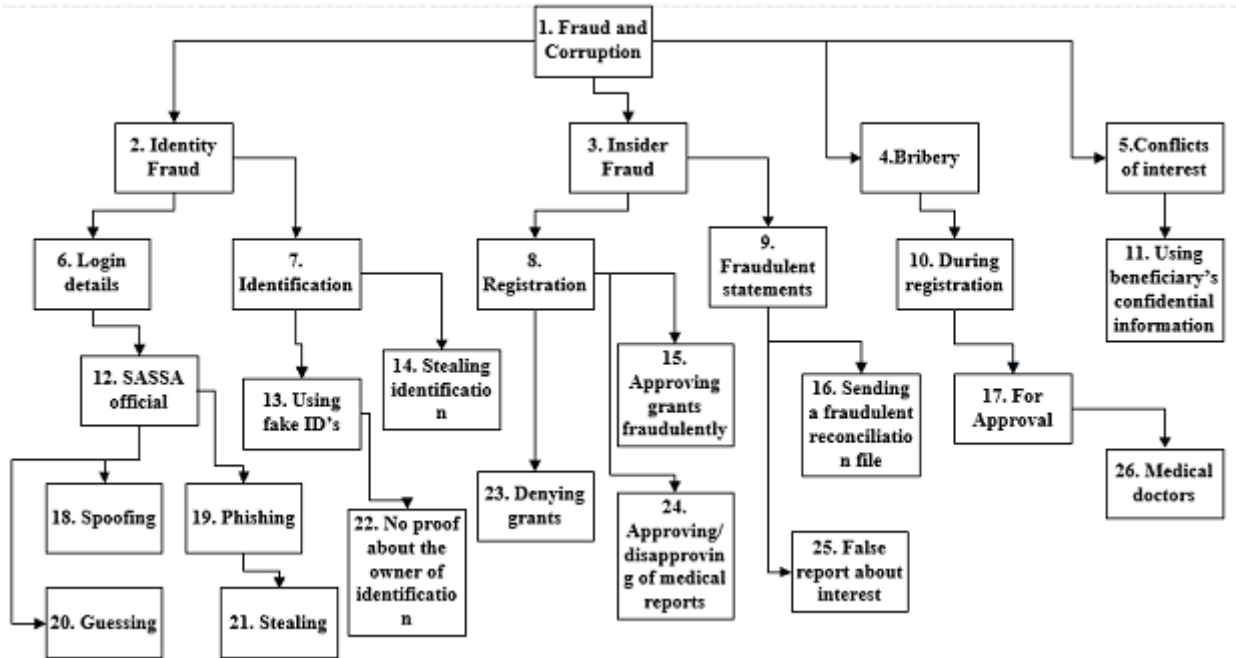 1. Fraud and
Corruption
2. Identity
Fraud
3. Insider
Fraud
4.Bribery
5.Conflicts
of interest
6. Login
details
7.
Identification
8.
Registration
9.
Fraudulent
statements
10. During
registration
11. Using
beneficiary’s
confidential
information
12. SASSA
official
13. Using
fake ID’s
14. Stealing
identificatio
n
15.
Approving
grants
fraudulently
16. Sending
a fraudulent
reconciliatio
n file
17. For
Approval
18. Spoofing
19. Phishing
22. No proof
about the
owner of
identificatio
n
23. Denying
grants
24.
Approving/
disapprovin
g of medical
reports
25. False
report about
interest
26. Medical
doctors
20. Guessing
21. Stealing